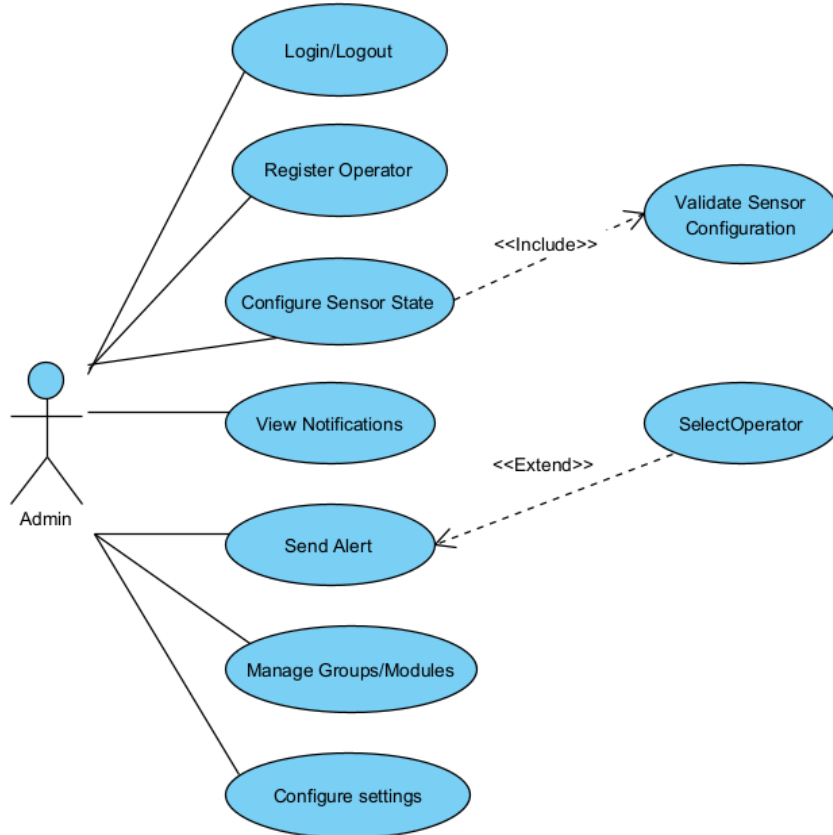 Login/Logout
Register Operator
Validate Sensor
Configuration
<<Include>>
Configure Sensor State
View Notifications
SelectOperator
<<Extend>>
Admin
Send Alert
Manage Groups/Modules
Configure settings